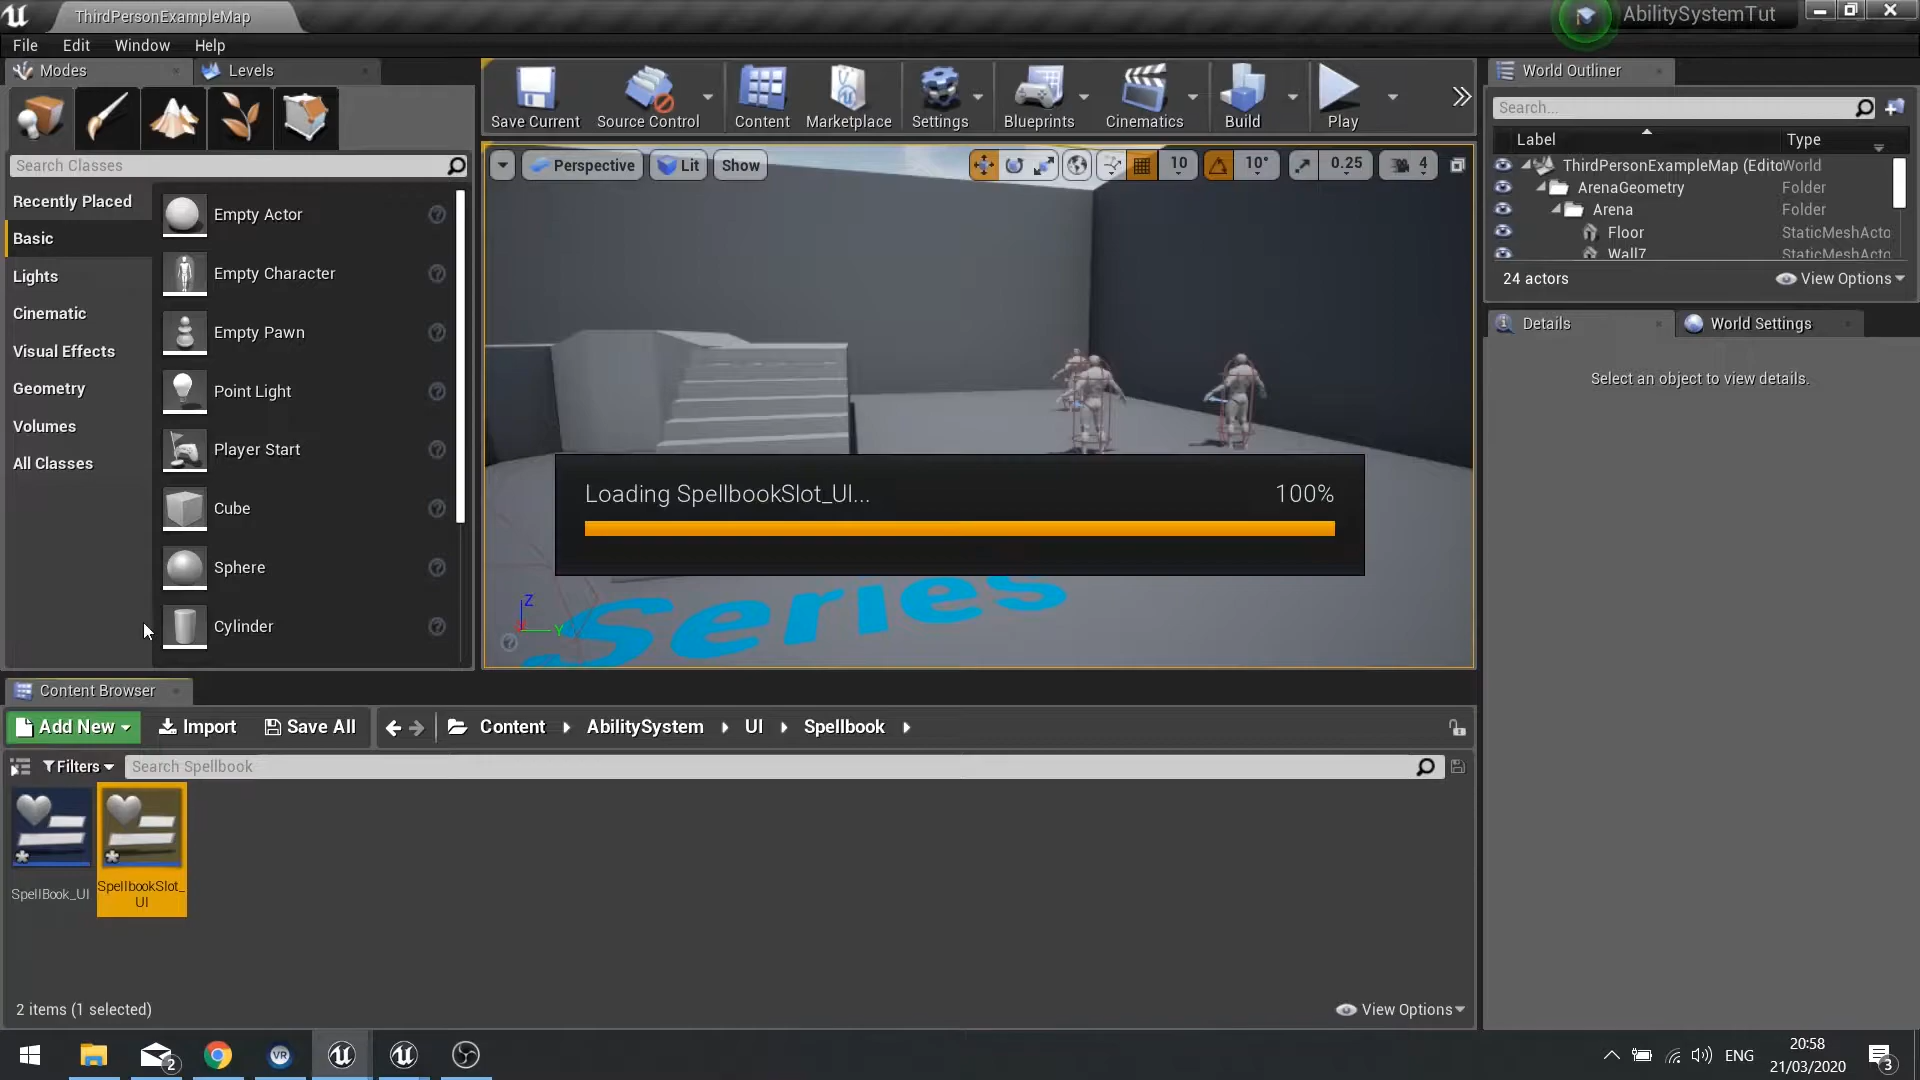 ThirdPersonExampleMap
AbilitySystemTut
File Edit Window Help
Modes Levels
Search Classes
Recently Placed
Basic
Lights
Cinematic
Visual Effects
Geometry
Volumes
All Classes
Empty Actor
Empty Character
Empty Pawn
Point Light
Player Start
Cube
Sphere
Cylinder
Save Current Source Control Content Marketplace Settings Blueprints Cinematics Build Play
Perspective Lit Show 10 10° 0.25 4
Loading SpellbookSlot_UI... 100%
Series
Z
Y
World Outliner
Search...
Label Type
ThirdPersonExampleMap (Edito World
ArenaGeometry Folder
Arena Folder
Floor StaticMeshActo
Wall7 StaticMeshActo
24 actors View Options
Details World Settings
Select an object to view details.
Content Browser
Add New Import Save All Content AbilitySystem UI Spellbook
Filters Search Spellbook
SpellBook_UI
SpellbookSlot_
UI
2 items (1 selected) View Options
2 VR ENG 20:58
21/03/2020 3